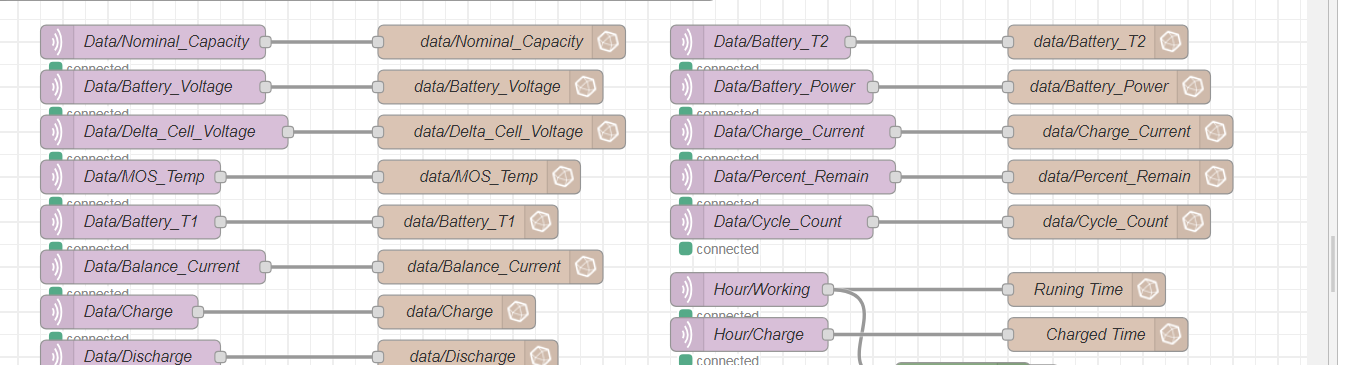 Data/Nominal_Capacity data/Nominal_Capacity
connected
Data/Battery_Voltage data/Battery_Voltage
connected
Data/Delta_Cell_Voltage data/Delta_Cell_Voltage
connected
Data/MOS_Temp data/MOS_Temp
connected
Data/Battery_T1 data/Battery_T1
connected
Data/Balance_Current data/Balance_Current
connected
Data/Charge data/Charge
connected
Data/Discharge data/Discharge
Data/Battery_T2 data/Battery_T2
connected
Data/Battery_Power data/Battery_Power
connected
Data/Charge_Current data/Charge_Current
connected
Data/Percent_Remain data/Percent_Remain
connected
Data/Cycle_Count data/Cycle_Count
connected
Hour/Working Runing Time
connected
Hour/Charge Charged Time
connected